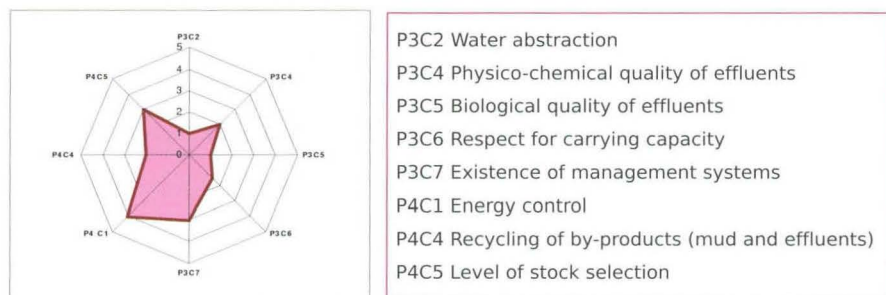 P3C2
5
4
3
2
1
0
P3C4
P3C5
P3C6
P3C7
P4 C1
P4C4
P4C5
P3C2 Water abstraction
P3C4 Physico-chemical quality of effluents
P3C5 Biological quality of effluents
P3C6 Respect for carrying capacity
P3C7 Existence of management systems
P4C1 Energy control
P4C4 Recycling of by-products (mud and effluents)
P4C5 Level of stock selection